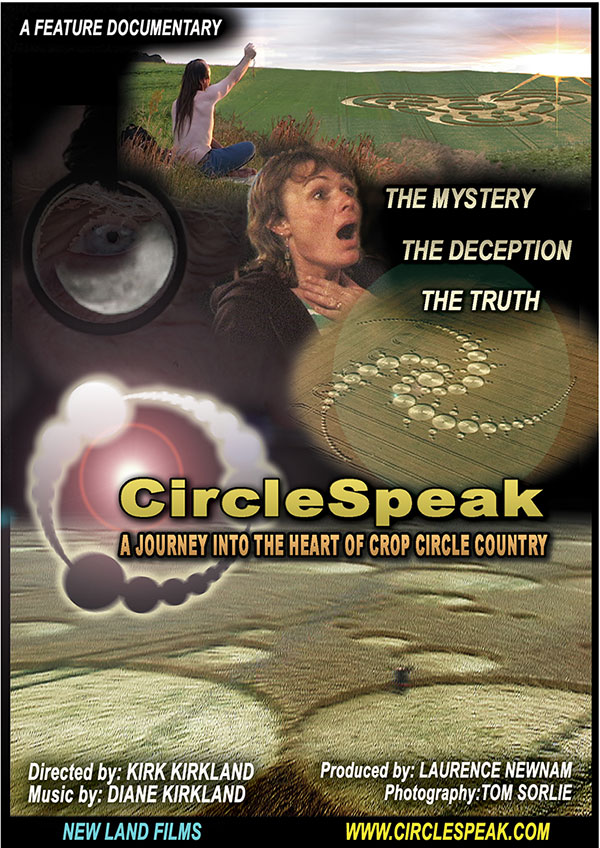 A FEATURE DOCUMENTARY
THE MYSTERY
THE DECEPTION
THE TRUTH
CircleSpeak
A JOURNEY INTO THE HEART OF CROP CIRCLE COUNTRY
Directed by: KIRK KIRKLAND
Music by: DIANE KIRKLAND
Produced by: LAURENCE NEWNAM
Photography:TOM SORLIE
NEW LAND FILMS
WWW.CIRCLESPEAK.COM